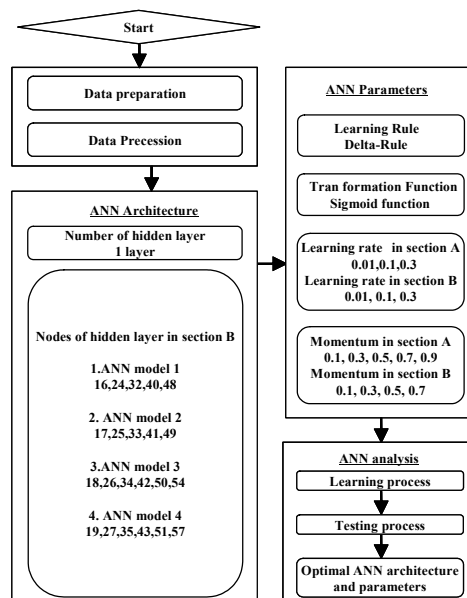 Start
Data preparation
Data Precession
ANN Architecture
Number of hidden layer
1 layer
Nodes of hidden layer in section B
1.ANN model 1
16,24,32,40,48
2. ANN model 2
17,25,33,41,49
3.ANN model 3
18,26,34,42,50,54
4. ANN model 4
19,27,35,43,51,57
ANN Parameters
Learning Rule
Delta-Rule
Tran formation Function
Sigmoid function
Learning rate in section A
0.01,0.1,0.3
Learning rate in section B
0.01, 0.1, 0.3
Momentum in section A
0.1, 0.3, 0.5, 0.7, 0.9
Momentum in section B
0.1, 0.3, 0.5, 0.7
ANN analysis
Learning process
Testing process
Optimal ANN architecture
and parameters